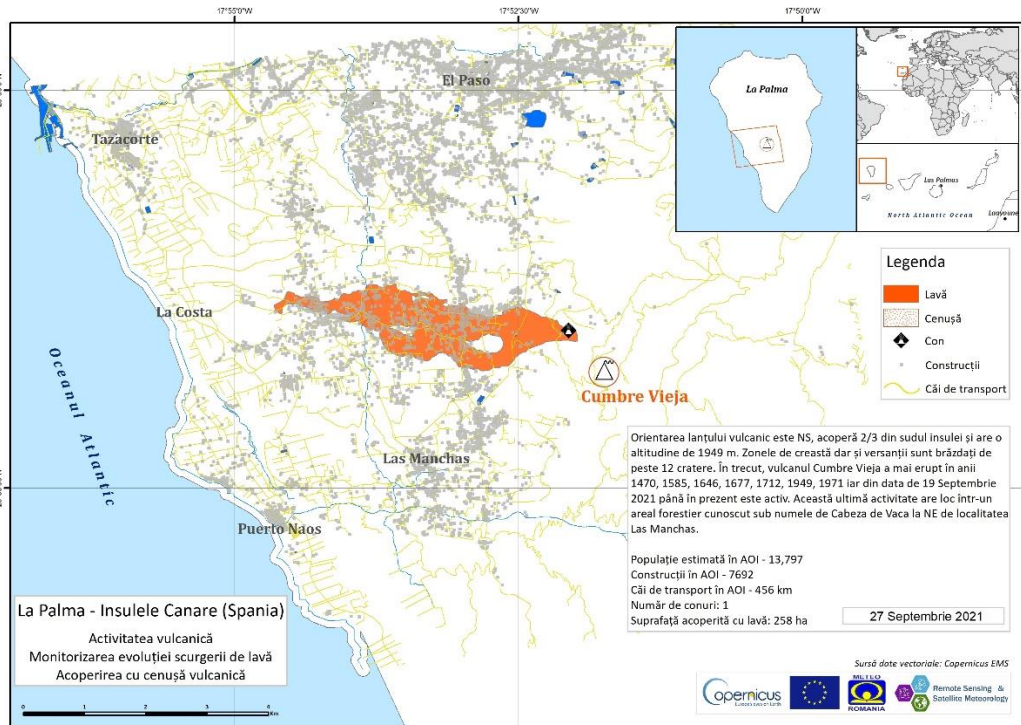 17°55'0"W
17°52'30"W
17°50'0"W
El Paso
Tazacorte
La Costa
Oceanul Atlantic
Cumbre Vieja
Las Manchas
Puerto Naos
La Palma
Las Palmas
North Atlantic Ocean
Laayoune
Legenda
Lavă
Cenușă
Con
Construcții
Căi de transport
Orientarea lanțului vulcanic este NS, acoperă 2/3 din sudul insulei și are o
altitudine de 1949 m. Zonele de creastă dar și versanții sunt brăzdați de
peste 12 cratere. În trecut, vulcanul Cumbre Vieja a mai erupt în anii
1470, 1585, 1646, 1677, 1712, 1949, 1971 iar din data de 19 Septembrie
2021 până în prezent este activ. Această ultimă activitate are loc într-un
areal forestier cunoscut sub numele de Cabeza de Vaca la NE de localitatea
Las Manchas.
Populație estimată în AOI - 13,797
Construcții în AOI - 7692
Căi de transport în AOI - 456 km
Număr de conuri: 1
Suprafață acoperită cu lavă: 258 ha
27 Septembrie 2021
La Palma - Insulele Canare (Spania)
Activitatea vulcanică
Monitorizarea evoluției scurgerii de lavă
Acoperirea cu cenușă vulcanică
0 1 2 3 4
Km
Sursă date vectoriale: Copernicus EMS
Copernicus
METEO
ROMANIA
Remote Sensing &
Satellite Meteorology